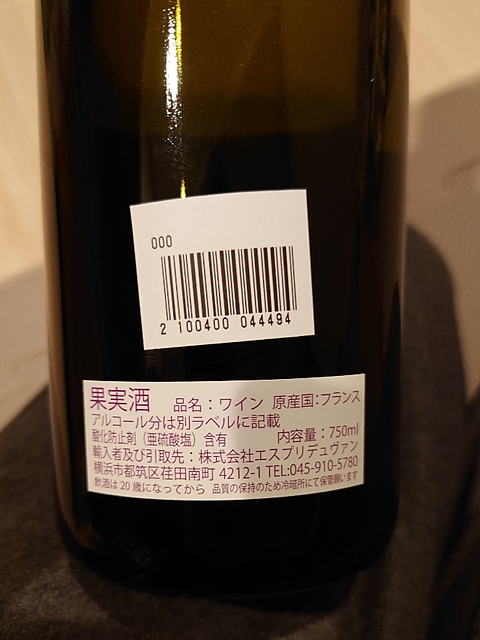 000
2 100400 044494
果実酒 品名:ワイン 原産国:フランス
アルコール分は別ラベルに記載
酸化防止剤(亜硫酸塩)含有 内容量:750ml
輸入者及び引取先:株式会社エスプリデュヴァン
横浜市都筑区荏田南町 4212-1 TEL:045-910-5780
飲酒は20歳になってから 品質の保持のため冷暗所にて保管願います